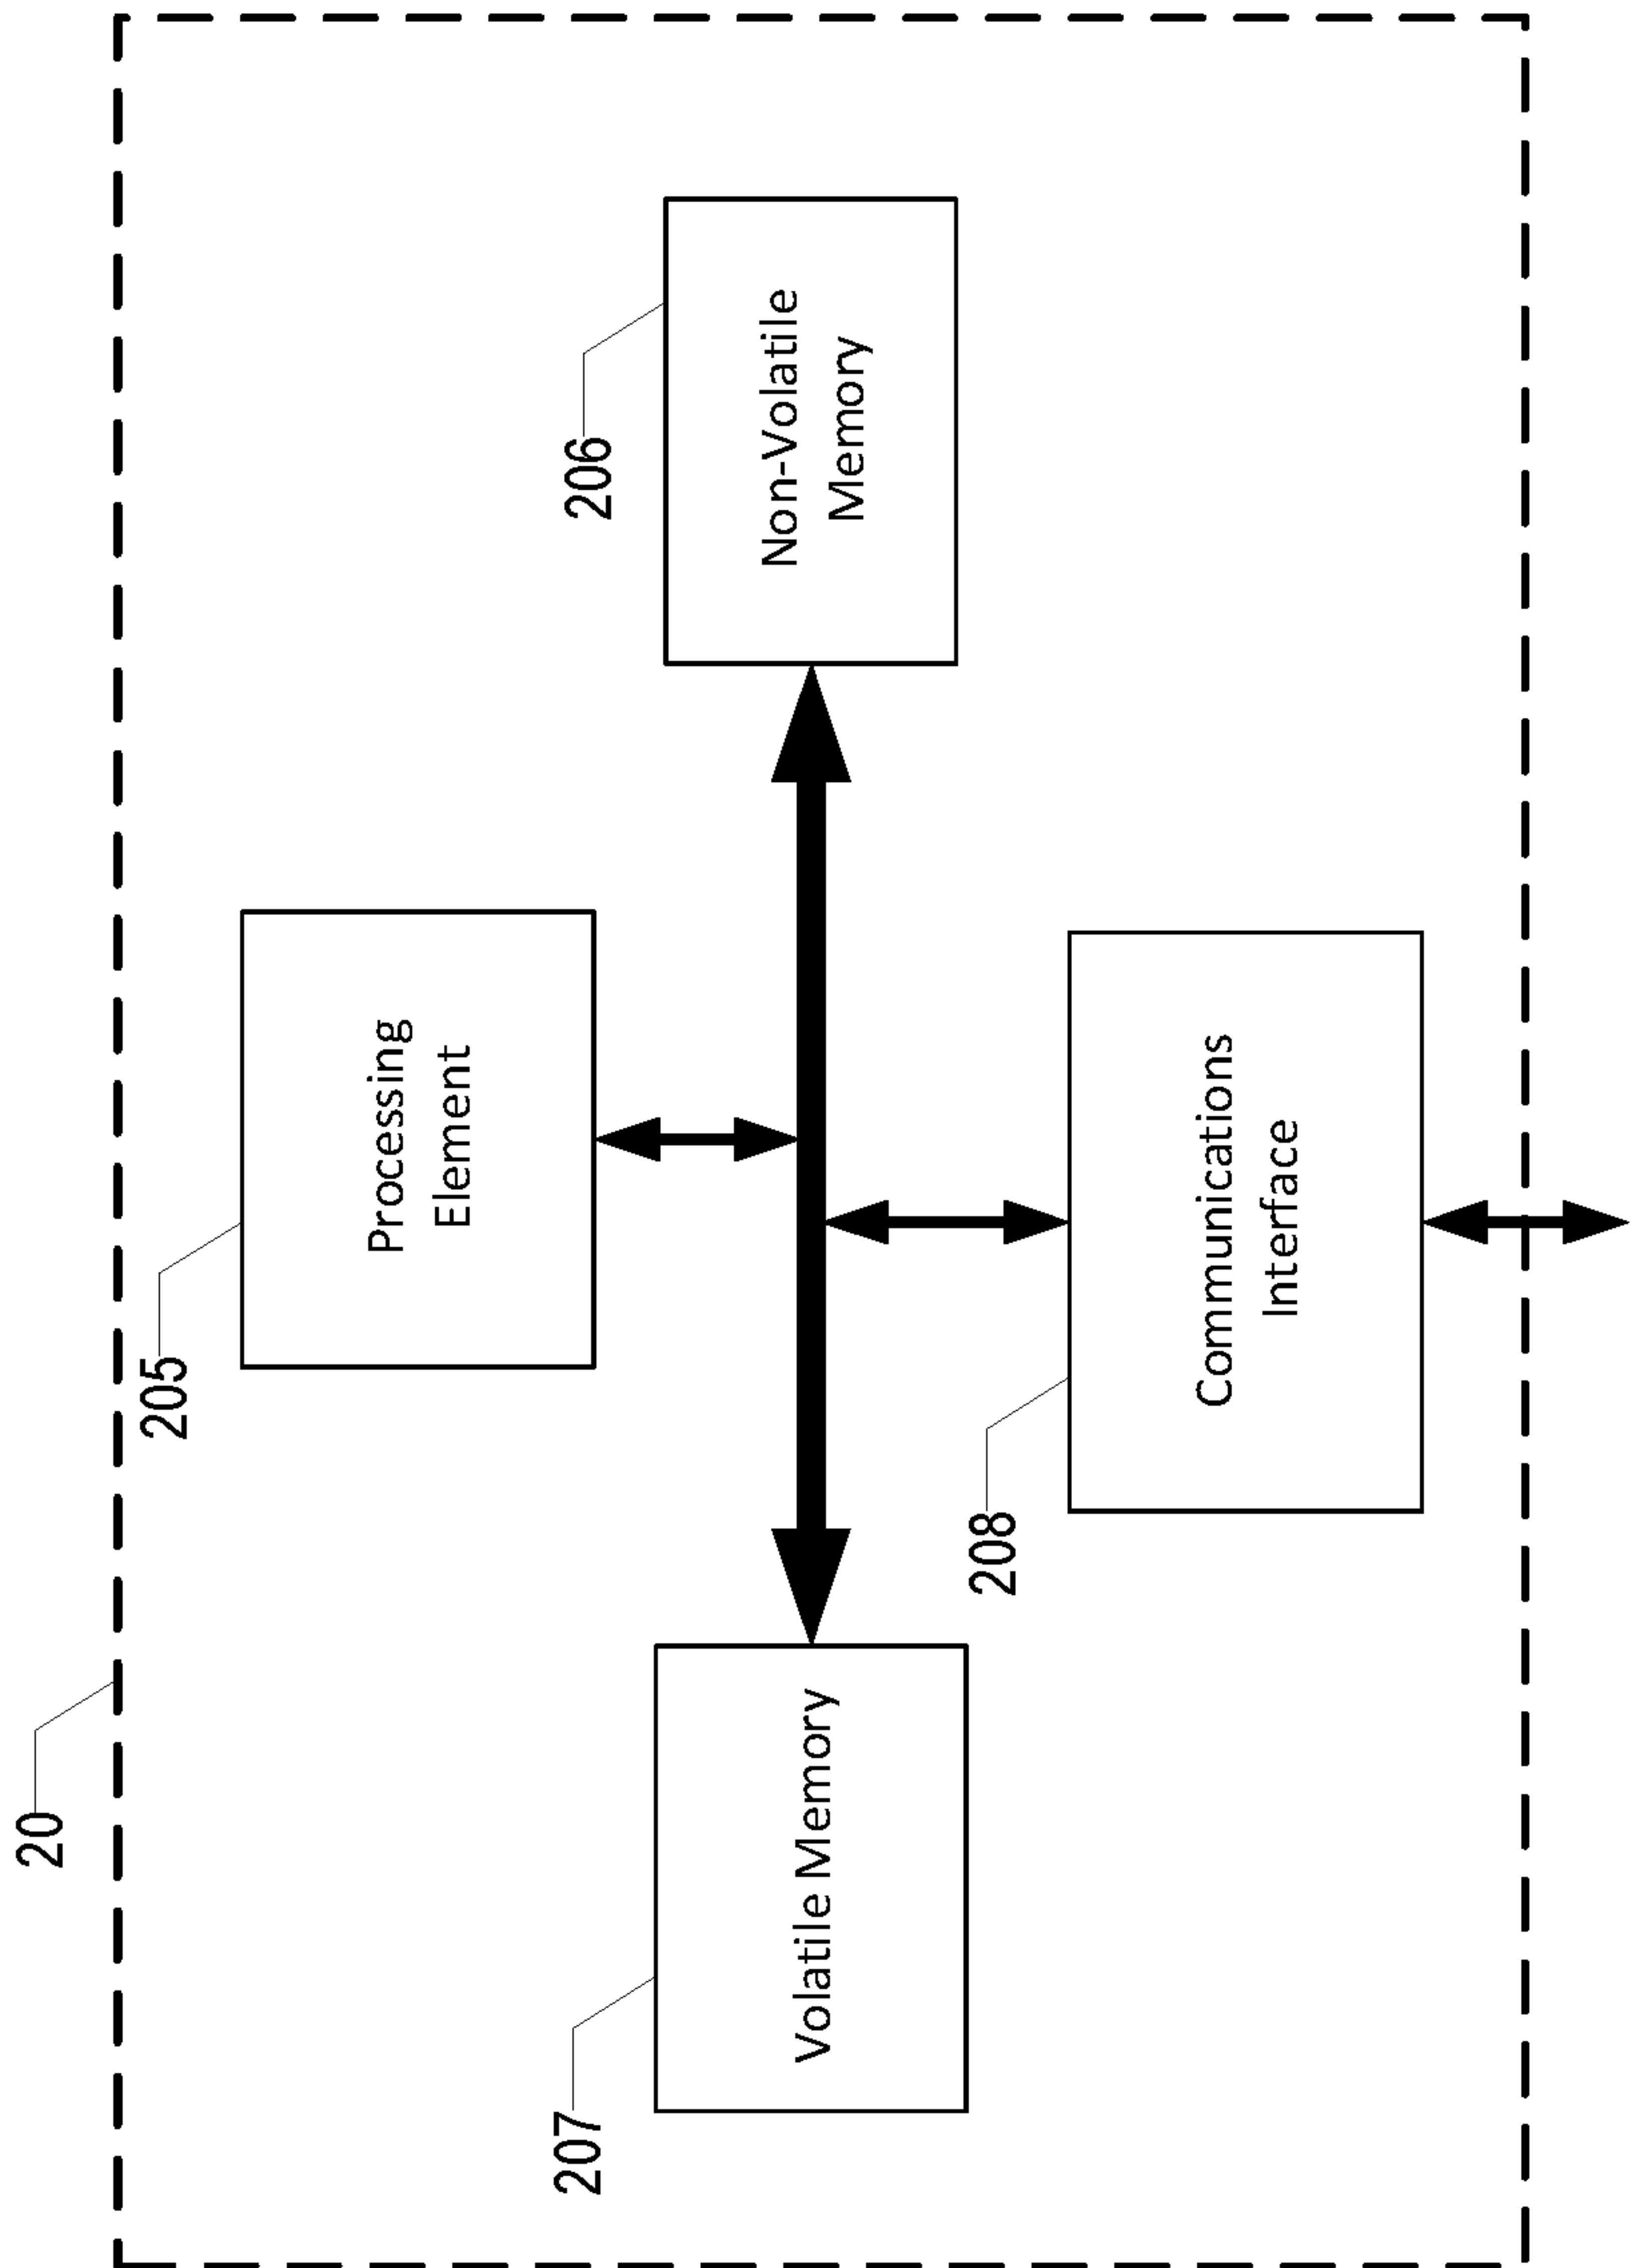 20
205
Processing
Element
207
Volatile Memory
206
Non-Volatile
Memory
208
Communications
Interface